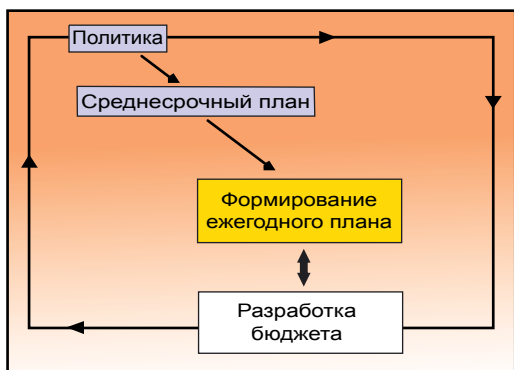 Политика
Среднесрочный план
Формирование
ежегодного плана
Разработка
бюджета